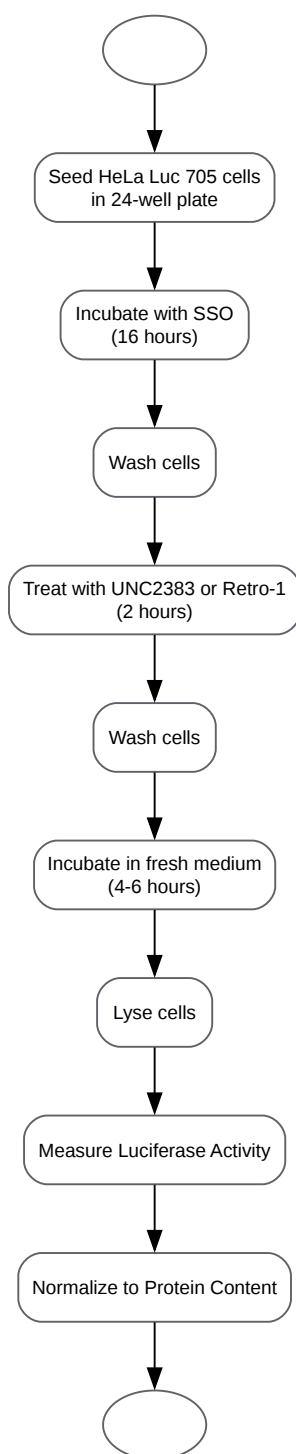 Seed HeLa Luc 705 cells
in 24-well plate
Incubate with SSO
(16 hours)
Wash cells
Treat with UNC2383 or Retro-1
(2 hours)
Wash cells
Incubate in fresh medium
(4-6 hours)
Lyse cells
Measure Luciferase Activity
Normalize to Protein Content